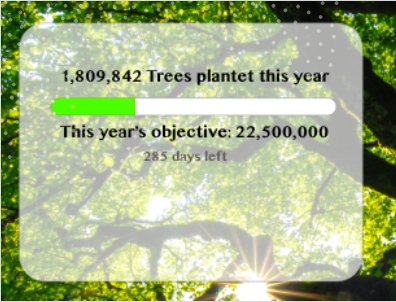 1,809,842 Trees plantet this year
This year's objective: 22,500,000
285 days left